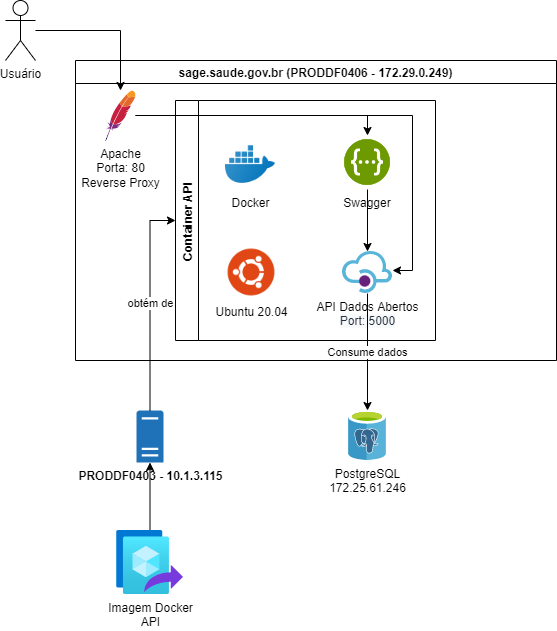 Usuário
sage.saude.gov.br (PRODDF0406 - 172.29.0.249)
Apache
Porta: 80
Reverse Proxy
Container API
Docker
Swagger
Ubuntu 20.04
API Dados Abertos
Port: 5000
obtém de
Consume dados
PRODDF0403 - 10.1.3.115
PostgreSQL
172.25.61.246
Imagem Docker
API